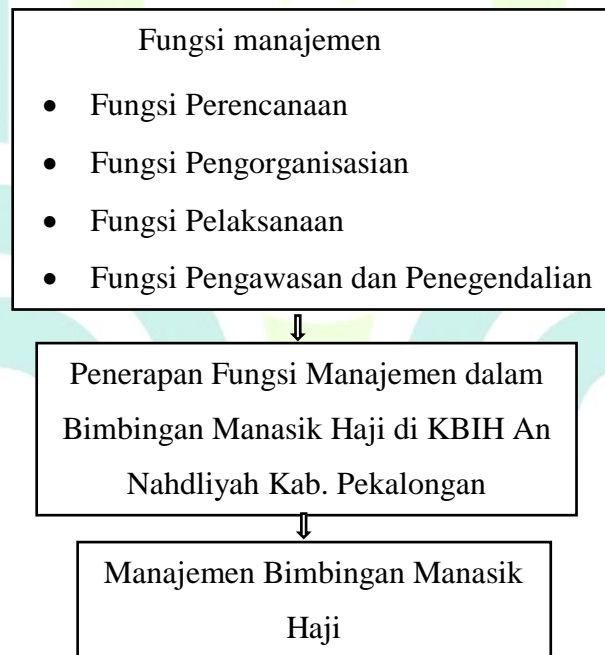 Fungsi manajemen
• Fungsi Perencanaan
• Fungsi Pengorganisasian
• Fungsi Pelaksanaan
• Fungsi Pengawasan dan Penegendalian
Penerapan Fungsi Manajemen dalam
Bimbingan Manasik Haji di KBIH An
Nahdliyah Kab. Pekalongan
Manajemen Bimbingan Manasik
Haji